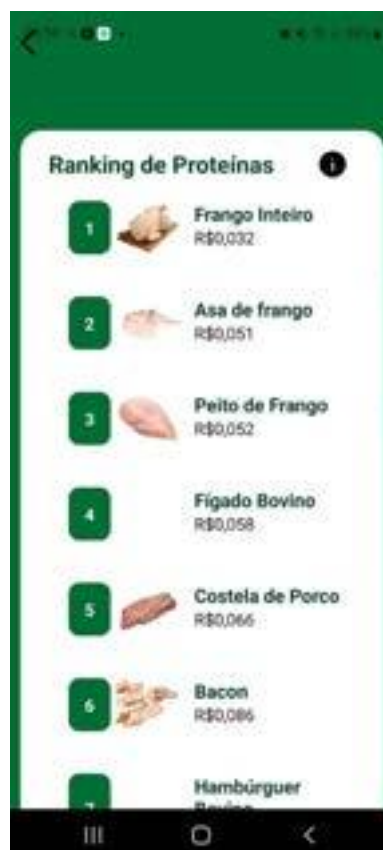 Ranking de Proteínas
1
Frango Inteiro
R$0,032
2
Asa de frango
R$0,051
3
Peito de Frango
R$0,052
4
Fígado Bovino
R$0,058
5
Costela de Porco
R$0,066
6
Bacon
R$0,086
Hambúrguer